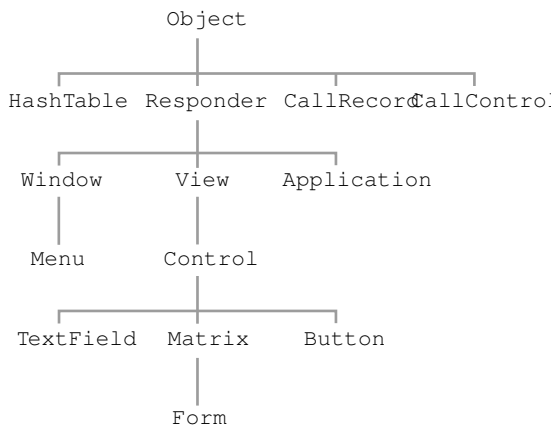 Object
HashTable Responder CallRecord CallControl
Window View Application
Menu Control
TextField Matrix Button
Form